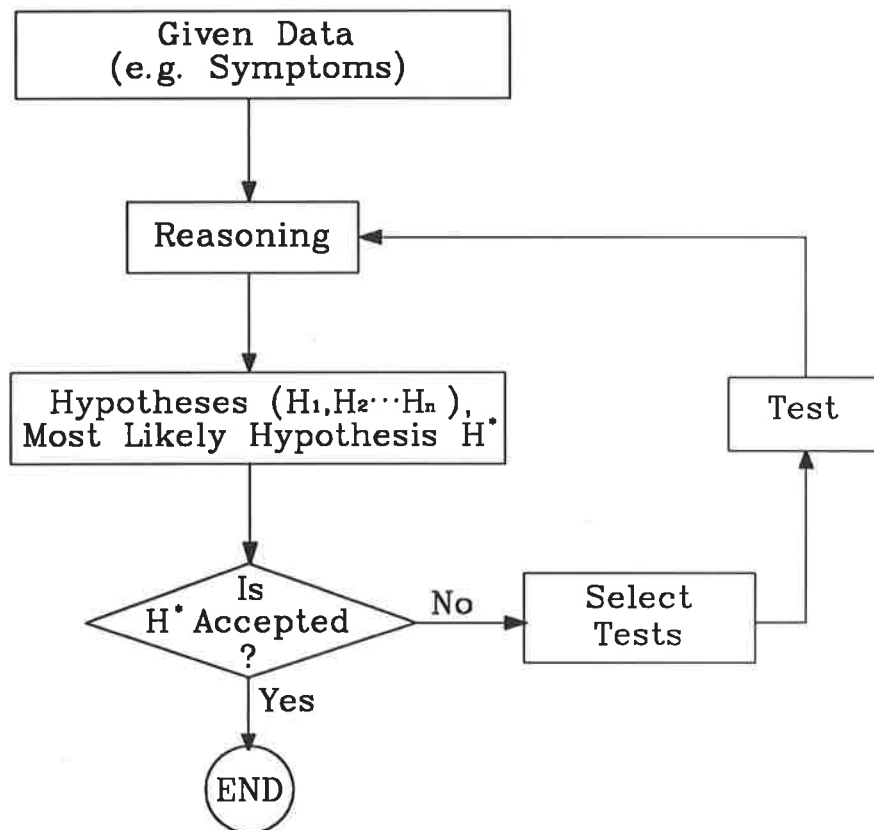 Given Data
(e.g. Symptoms)
Reasoning
Hypotheses (H₁,H₂···Hₙ),
Most Likely Hypothesis H*
Test
Is
H* Accepted
?
No
Select
Tests
Yes
END